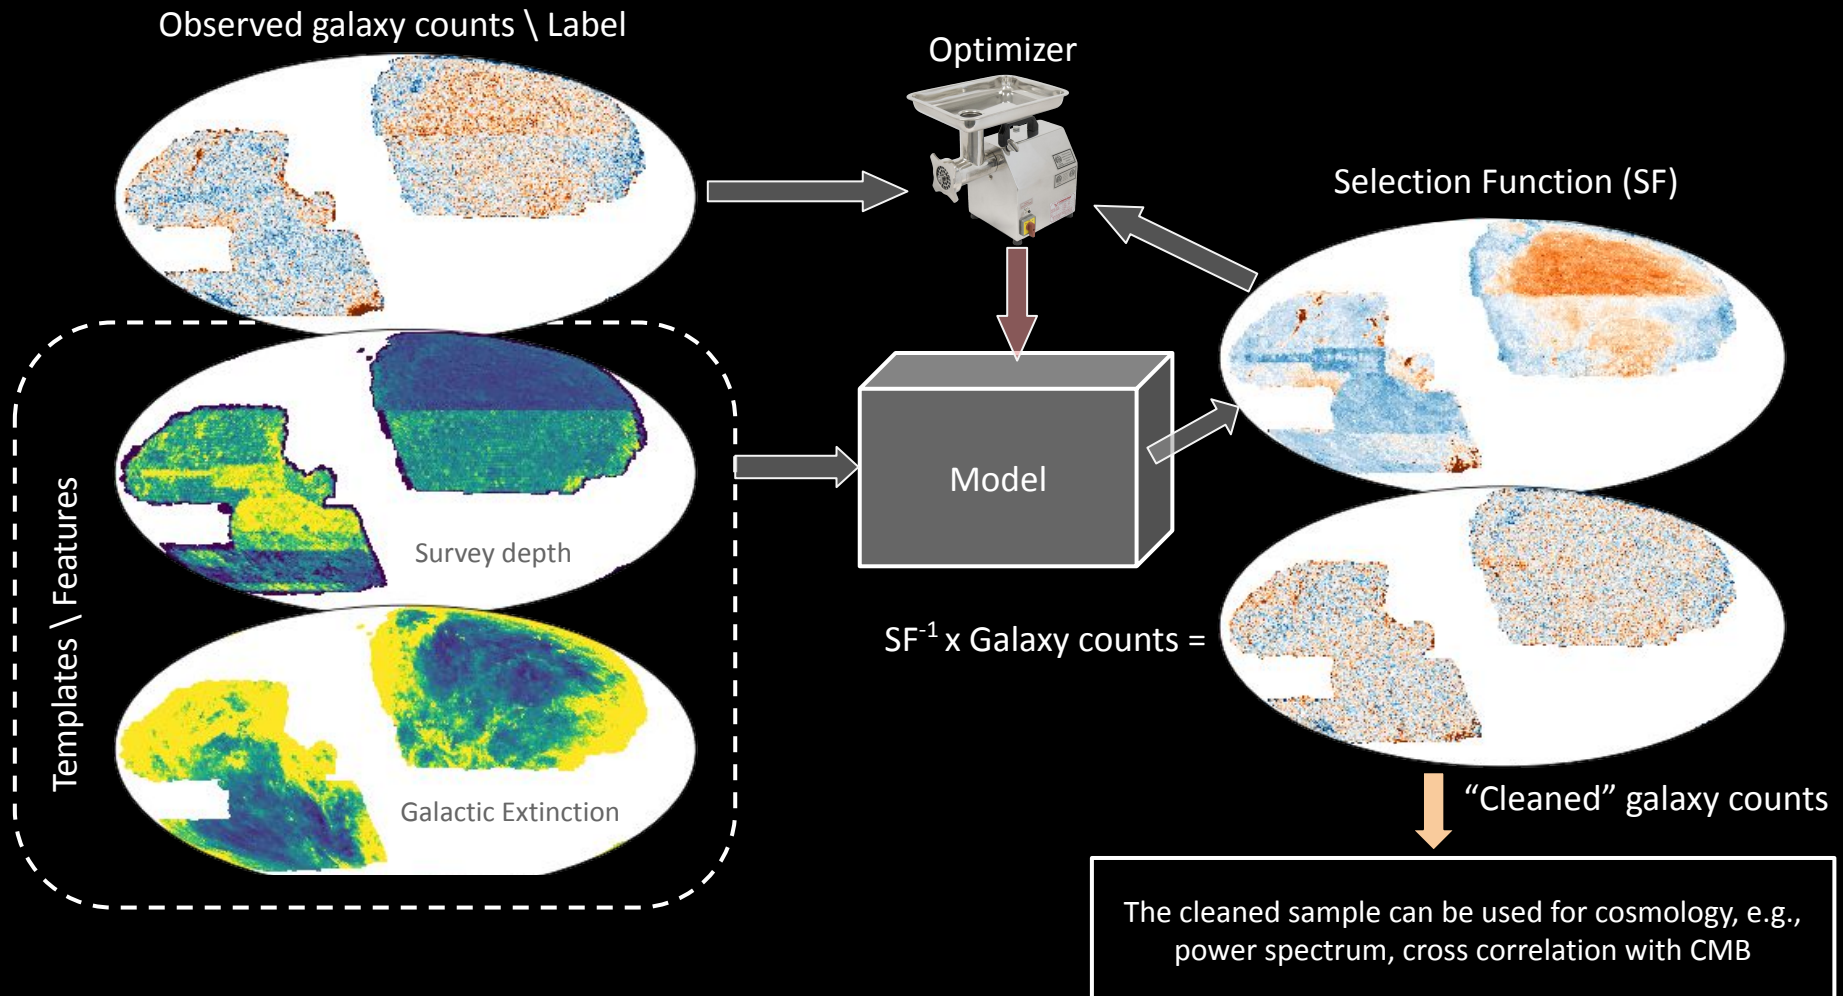 Observed galaxy counts \ Label
Optimizer
Selection Function (SF)
Templates \ Features
Survey depth
Model
SF⁻¹ x Galaxy counts =
Galactic Extinction
“Cleaned” galaxy counts
The cleaned sample can be used for cosmology, e.g.,
power spectrum, cross correlation with CMB